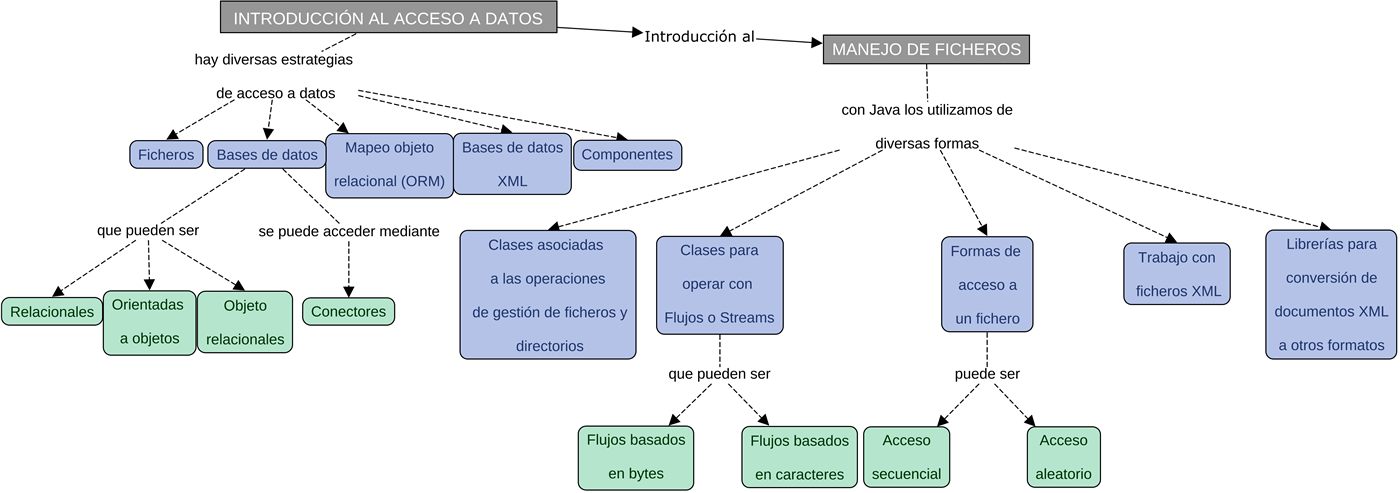 INTRODUCCIÓN AL ACCESO A DATOS
Introducción al
MANEJO DE FICHEROS
hay diversas estrategias
de acceso a datos
Ficheros
Bases de datos
Mapeo objeto
relacional (ORM)
Bases de datos
XML
Componentes
que pueden ser
se puede acceder mediante
Relacionales
Orientadas
a objetos
Objeto
relacionales
Conectores
con Java los utilizamos de
diversas formas
Clases asociadas
a las operaciones
de gestión de ficheros y
directorios
Clases para
operar con
Flujos o Streams
Formas de
acceso a
un fichero
Trabajo con
ficheros XML
Librerías para
conversión de
documentos XML
a otros formatos
que pueden ser
puede ser
Flujos basados
en bytes
Flujos basados
en caracteres
Acceso
secuencial
Acceso
aleatorio